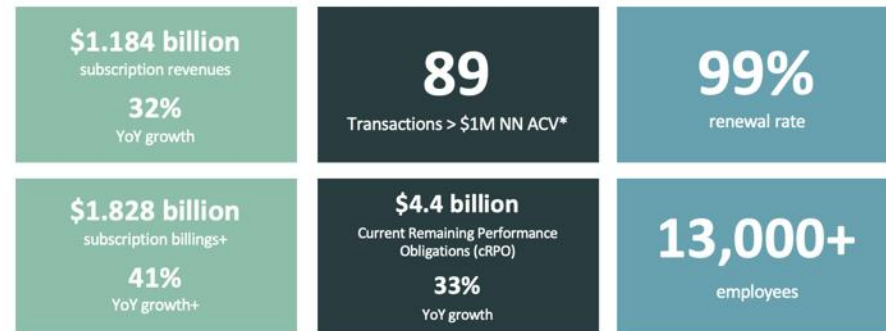 $1.184 billion
subscription revenues
32%
YoY growth
89
Transactions > $1M NN ACV*
99%
renewal rate
$1.828 billion
subscription billings+
41%
YoY growth+
$4.4 billion
Current Remaining Performance
Obligations (cRPO)
33%
YoY growth
13,000+
employees